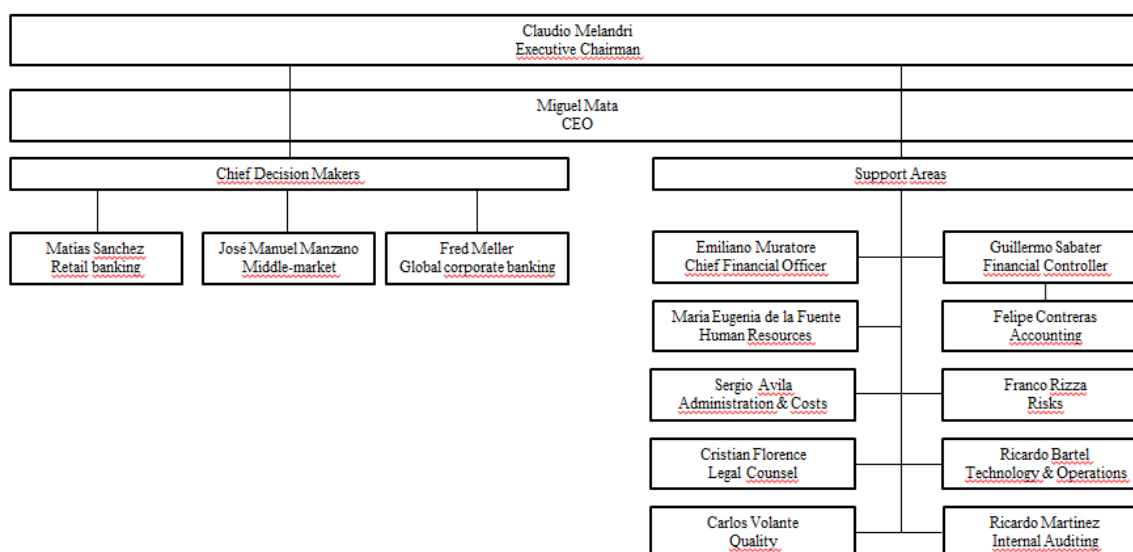 Claudio Melandri
Executive Chairman
Miguel Mata
CEO
Chief Decision Makers
Support Areas
Matias Sanchez
Retail banking
José Manuel Manzano
Middle-market
Fred Meller
Global corporate banking
Emiliano Muratore
Chief Financial Officer
Guillermo Sabater
Financial Controller
Maria Eugenia de la Fuente
Human Resources
Felipe Contreras
Accounting
Sergio Avila
Administration & Costs
Franco Rizza
Risks
Cristian Florence
Legal Counsel
Ricardo Bartel
Technology & Operations
Carlos Volante
Quality
Ricardo Martínez
Internal Auditing